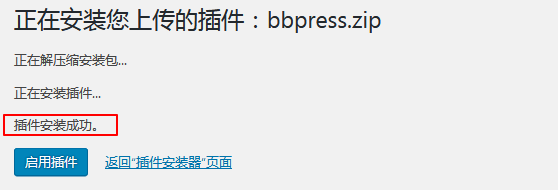 正在安装您上传的插件：bbpress.zip
正在解压缩安装包...
正在安装插件...
插件安装成功。
启用插件 返回“插件安装器”页面